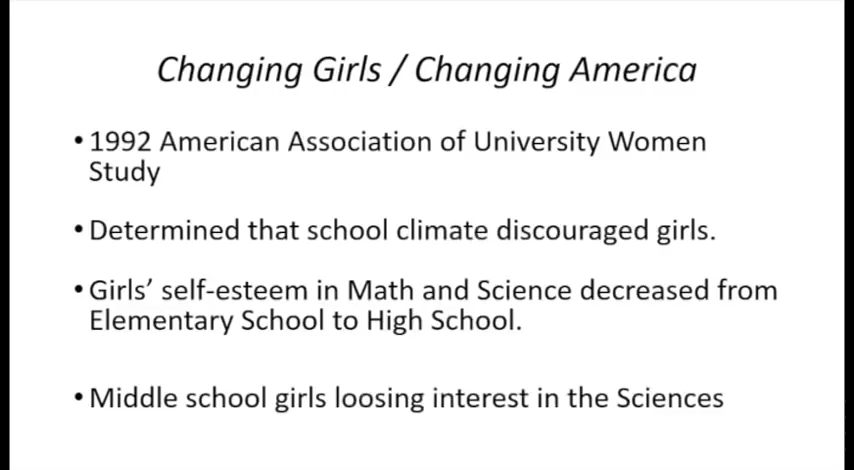 Changing Girls / Changing America
• 1992 American Association of University Women
Study
• Determined that school climate discouraged girls.
• Girls’ self-esteem in Math and Science decreased from
Elementary School to High School.
• Middle school girls loosing interest in the Sciences